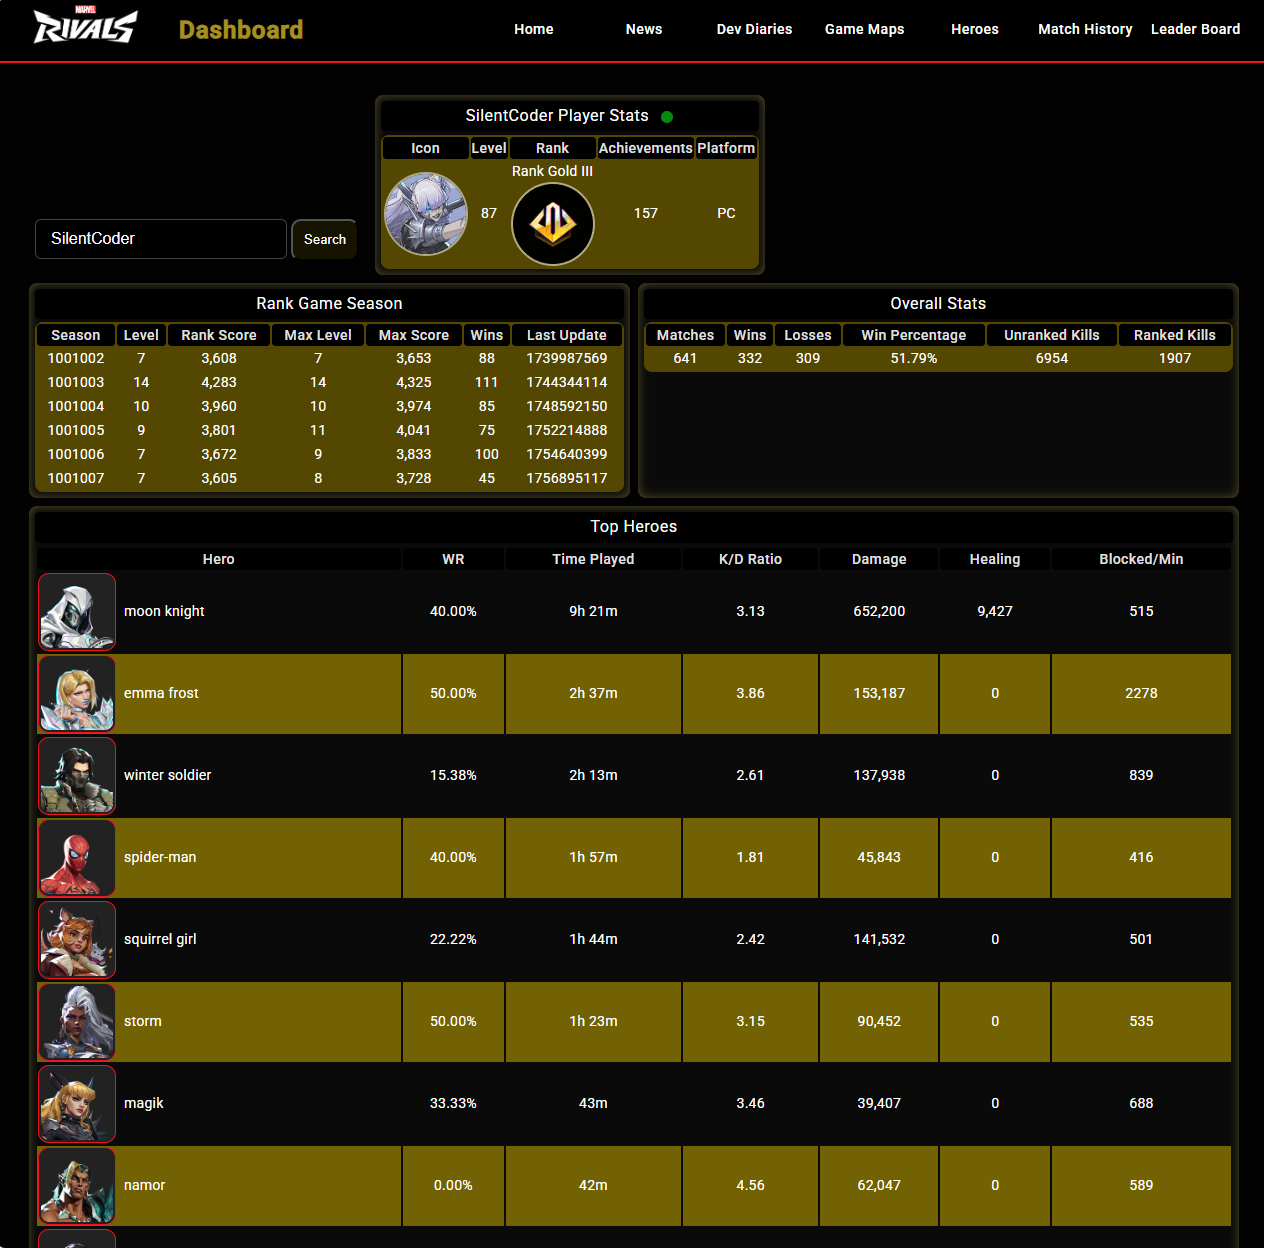 MARVEL
RIVALS
Dashboard
Home News Dev Diaries Game Maps Heroes Match History Leader Board
SilentCoder Player Stats
Icon Level Rank Achievements Platform
Rank Gold III
87 157 PC
SilentCoder Search
Rank Game Season
Season Level Rank Score Max Level Max Score Wins Last Update
1001002 7 3,608 7 3,653 88 1739987569
1001003 14 4,283 14 4,325 111 1744344114
1001004 10 3,960 10 3,974 85 1748592150
1001005 9 3,801 11 4,041 75 1752214888
1001006 7 3,672 9 3,833 100 1754640399
1001007 7 3,605 8 3,728 45 1756895117
Overall Stats
Matches Wins Losses Win Percentage Unranked Kills Ranked Kills
641 332 309 51.79% 6954 1907
Top Heroes
Hero WR Time Played K/D Ratio Damage Healing Blocked/Min
moon knight 40.00% 9h 21m 3.13 652,200 9,427 515
emma frost 50.00% 2h 37m 3.86 153,187 0 2278
winter soldier 15.38% 2h 13m 2.61 137,938 0 839
spider-man 40.00% 1h 57m 1.81 45,843 0 416
squirrel girl 22.22% 1h 44m 2.42 141,532 0 501
storm 50.00% 1h 23m 3.15 90,452 0 535
magik 33.33% 43m 3.46 39,407 0 688
namor 0.00% 42m 4.56 62,047 0 589